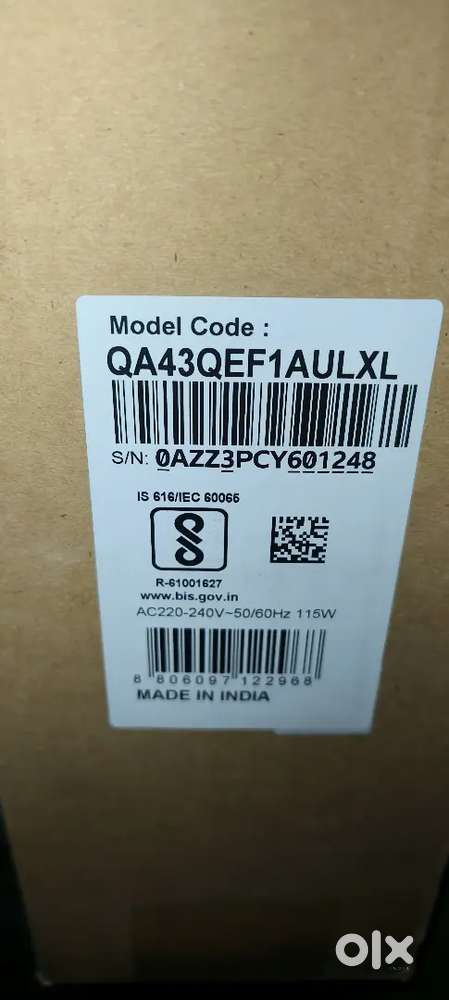 Model Code :
QA43QEF1AULXL
S/N: 0AZZ3PCY601248
IS 616/IEC 60065
R-61001627
www.bis.gov.in
AC220-240V~50/60Hz 115W
8 806097 122968
MADE IN INDIA
olx